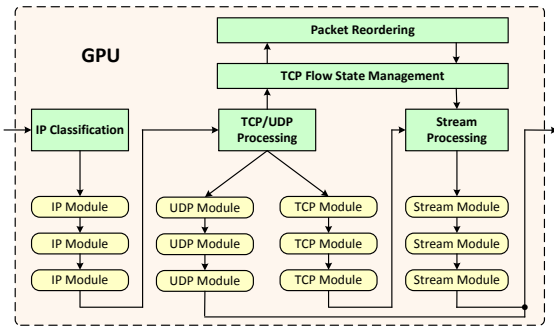 Packet Reordering
GPU
TCP Flow State Management
IP Classification
TCP/UDP
Processing
Stream
Processing
IP Module
UDP Module
TCP Module
Stream Module
IP Module
UDP Module
TCP Module
Stream Module
IP Module
UDP Module
TCP Module
Stream Module